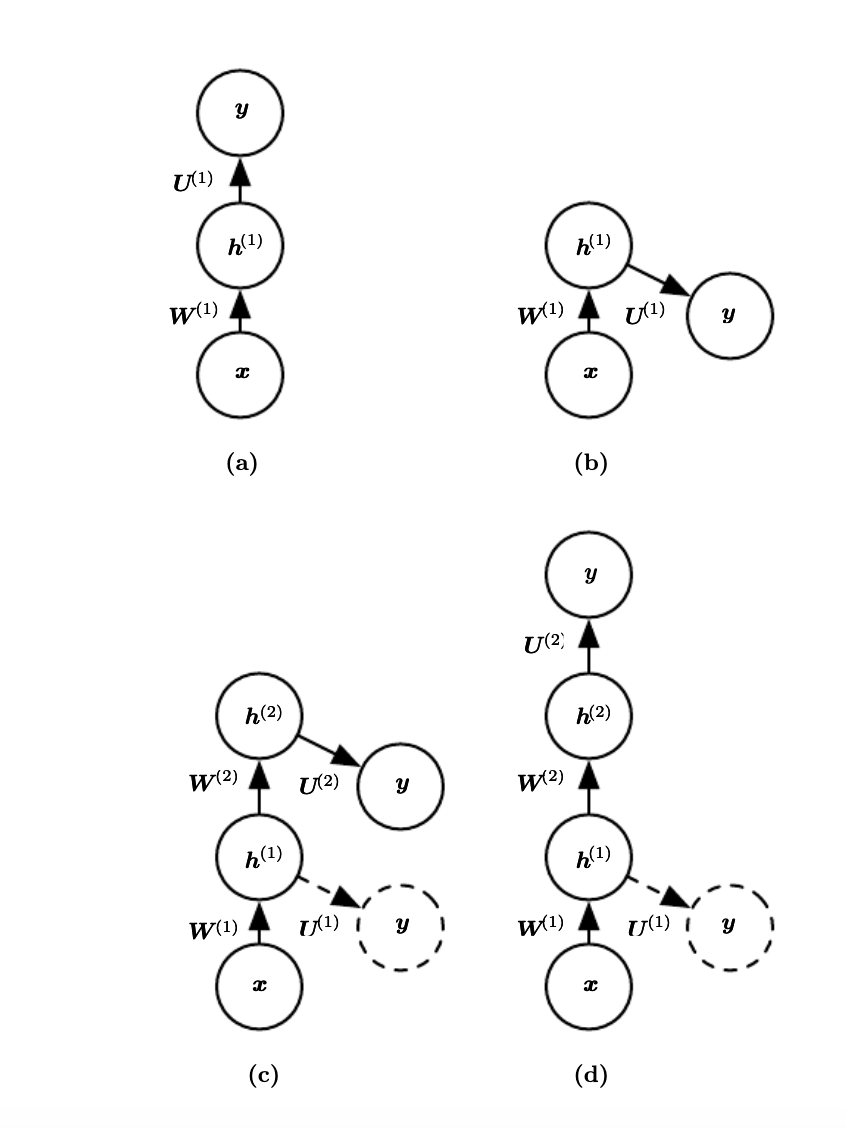 y
U(1)
h(1)
W(1)
x
(a)
h(1)
W(1)
U(1)
y
x
(b)
h(2)
W(2)
U(2)
y
h(1)
W(1)
U(1)
y
x
(c)
y
U(2)
h(2)
W(2)
h(1)
W(1)
U(1)
y
x
(d)